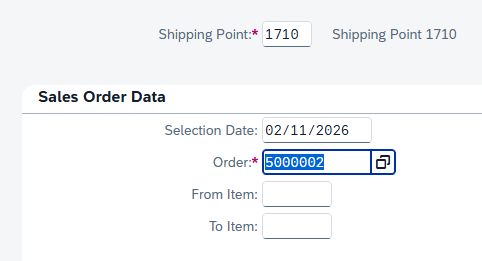 Shipping Point:* 1710 Shipping Point 1710
Sales Order Data
Selection Date: 02/11/2026
Order:* 5000002
From Item:
To Item: